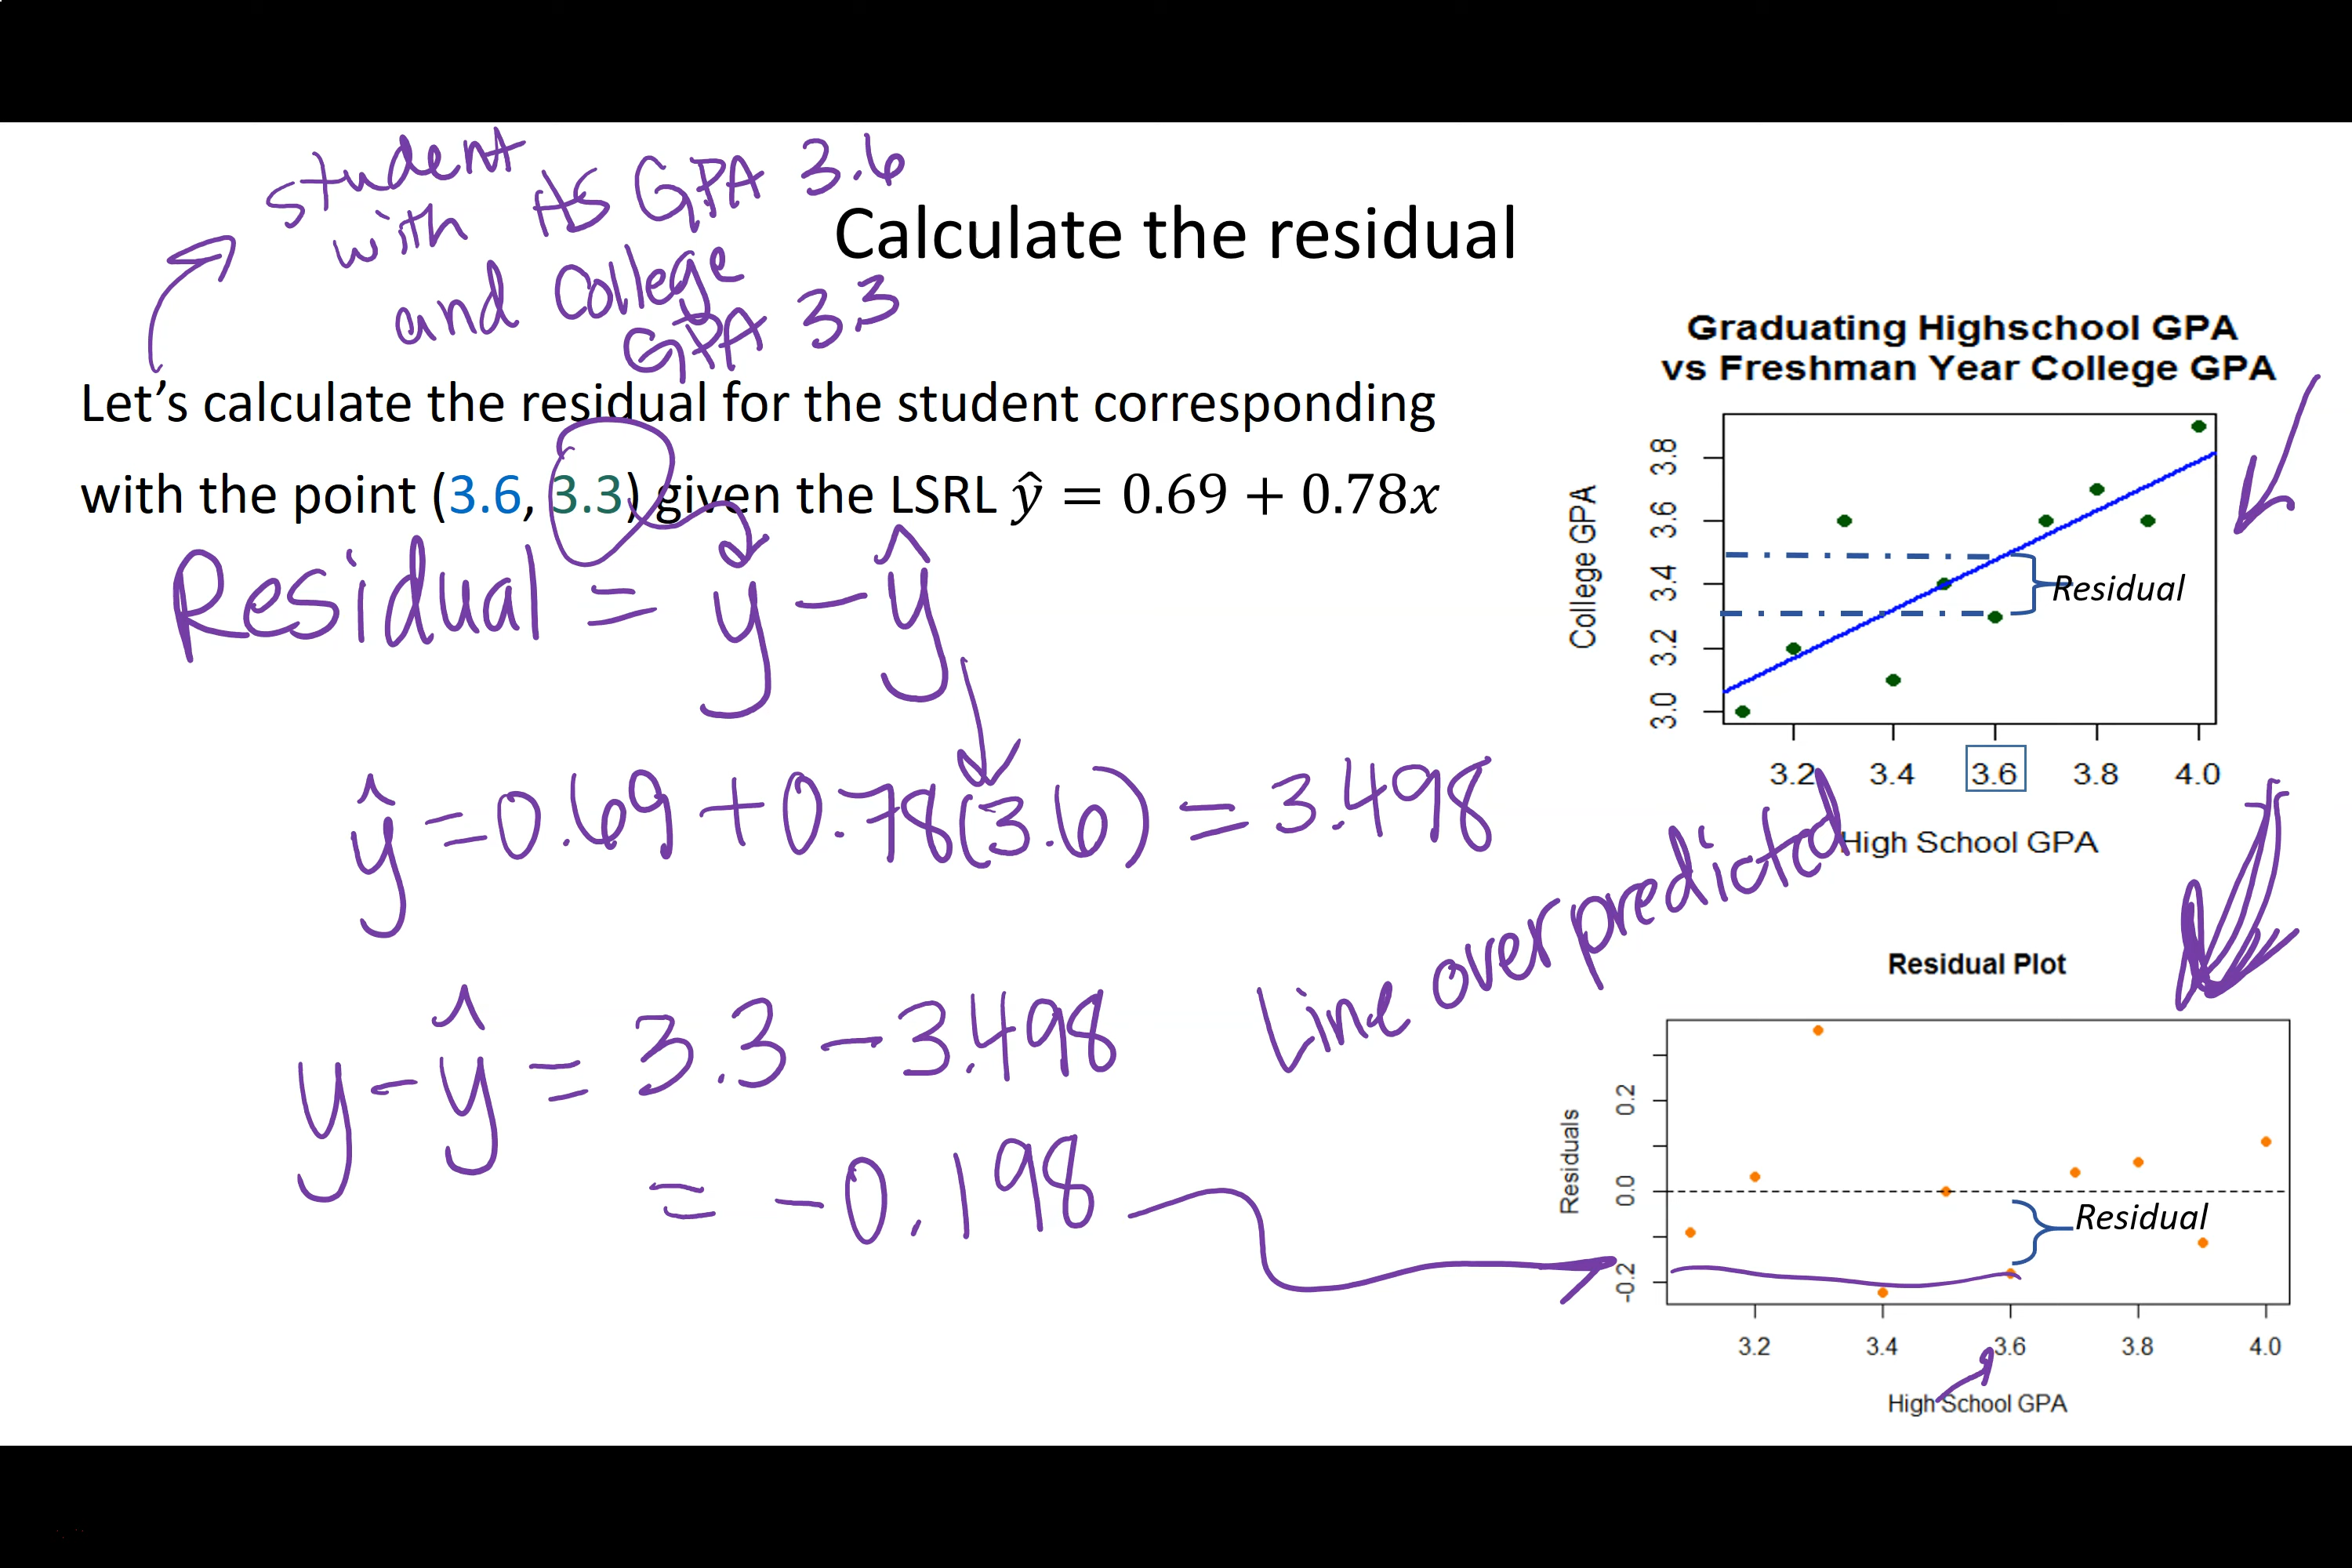 student
with HS GPA 3.6
and College
GPA 3.3
Calculate the residual
Let's calculate the residual for the student corresponding
with the point (3.6, 3.3) given the LSRL ŷ = 0.69 + 0.78x
Residual = y - ŷ
ŷ = 0.69 + 0.78(3.6) = 3.498
y - ŷ = 3.3 - 3.498
= -0.198
Line overpredicted
Graduating Highschool GPA
vs Freshman Year College GPA
College GPA
3.8
3.6
3.4
3.2
3.0
Residual
3.2 3.4 3.6 3.8 4.0
High School GPA
Residual Plot
Residuals
0.2
0.0
-0.2
Residual
3.2 3.4 3.6 3.8 4.0
High School GPA